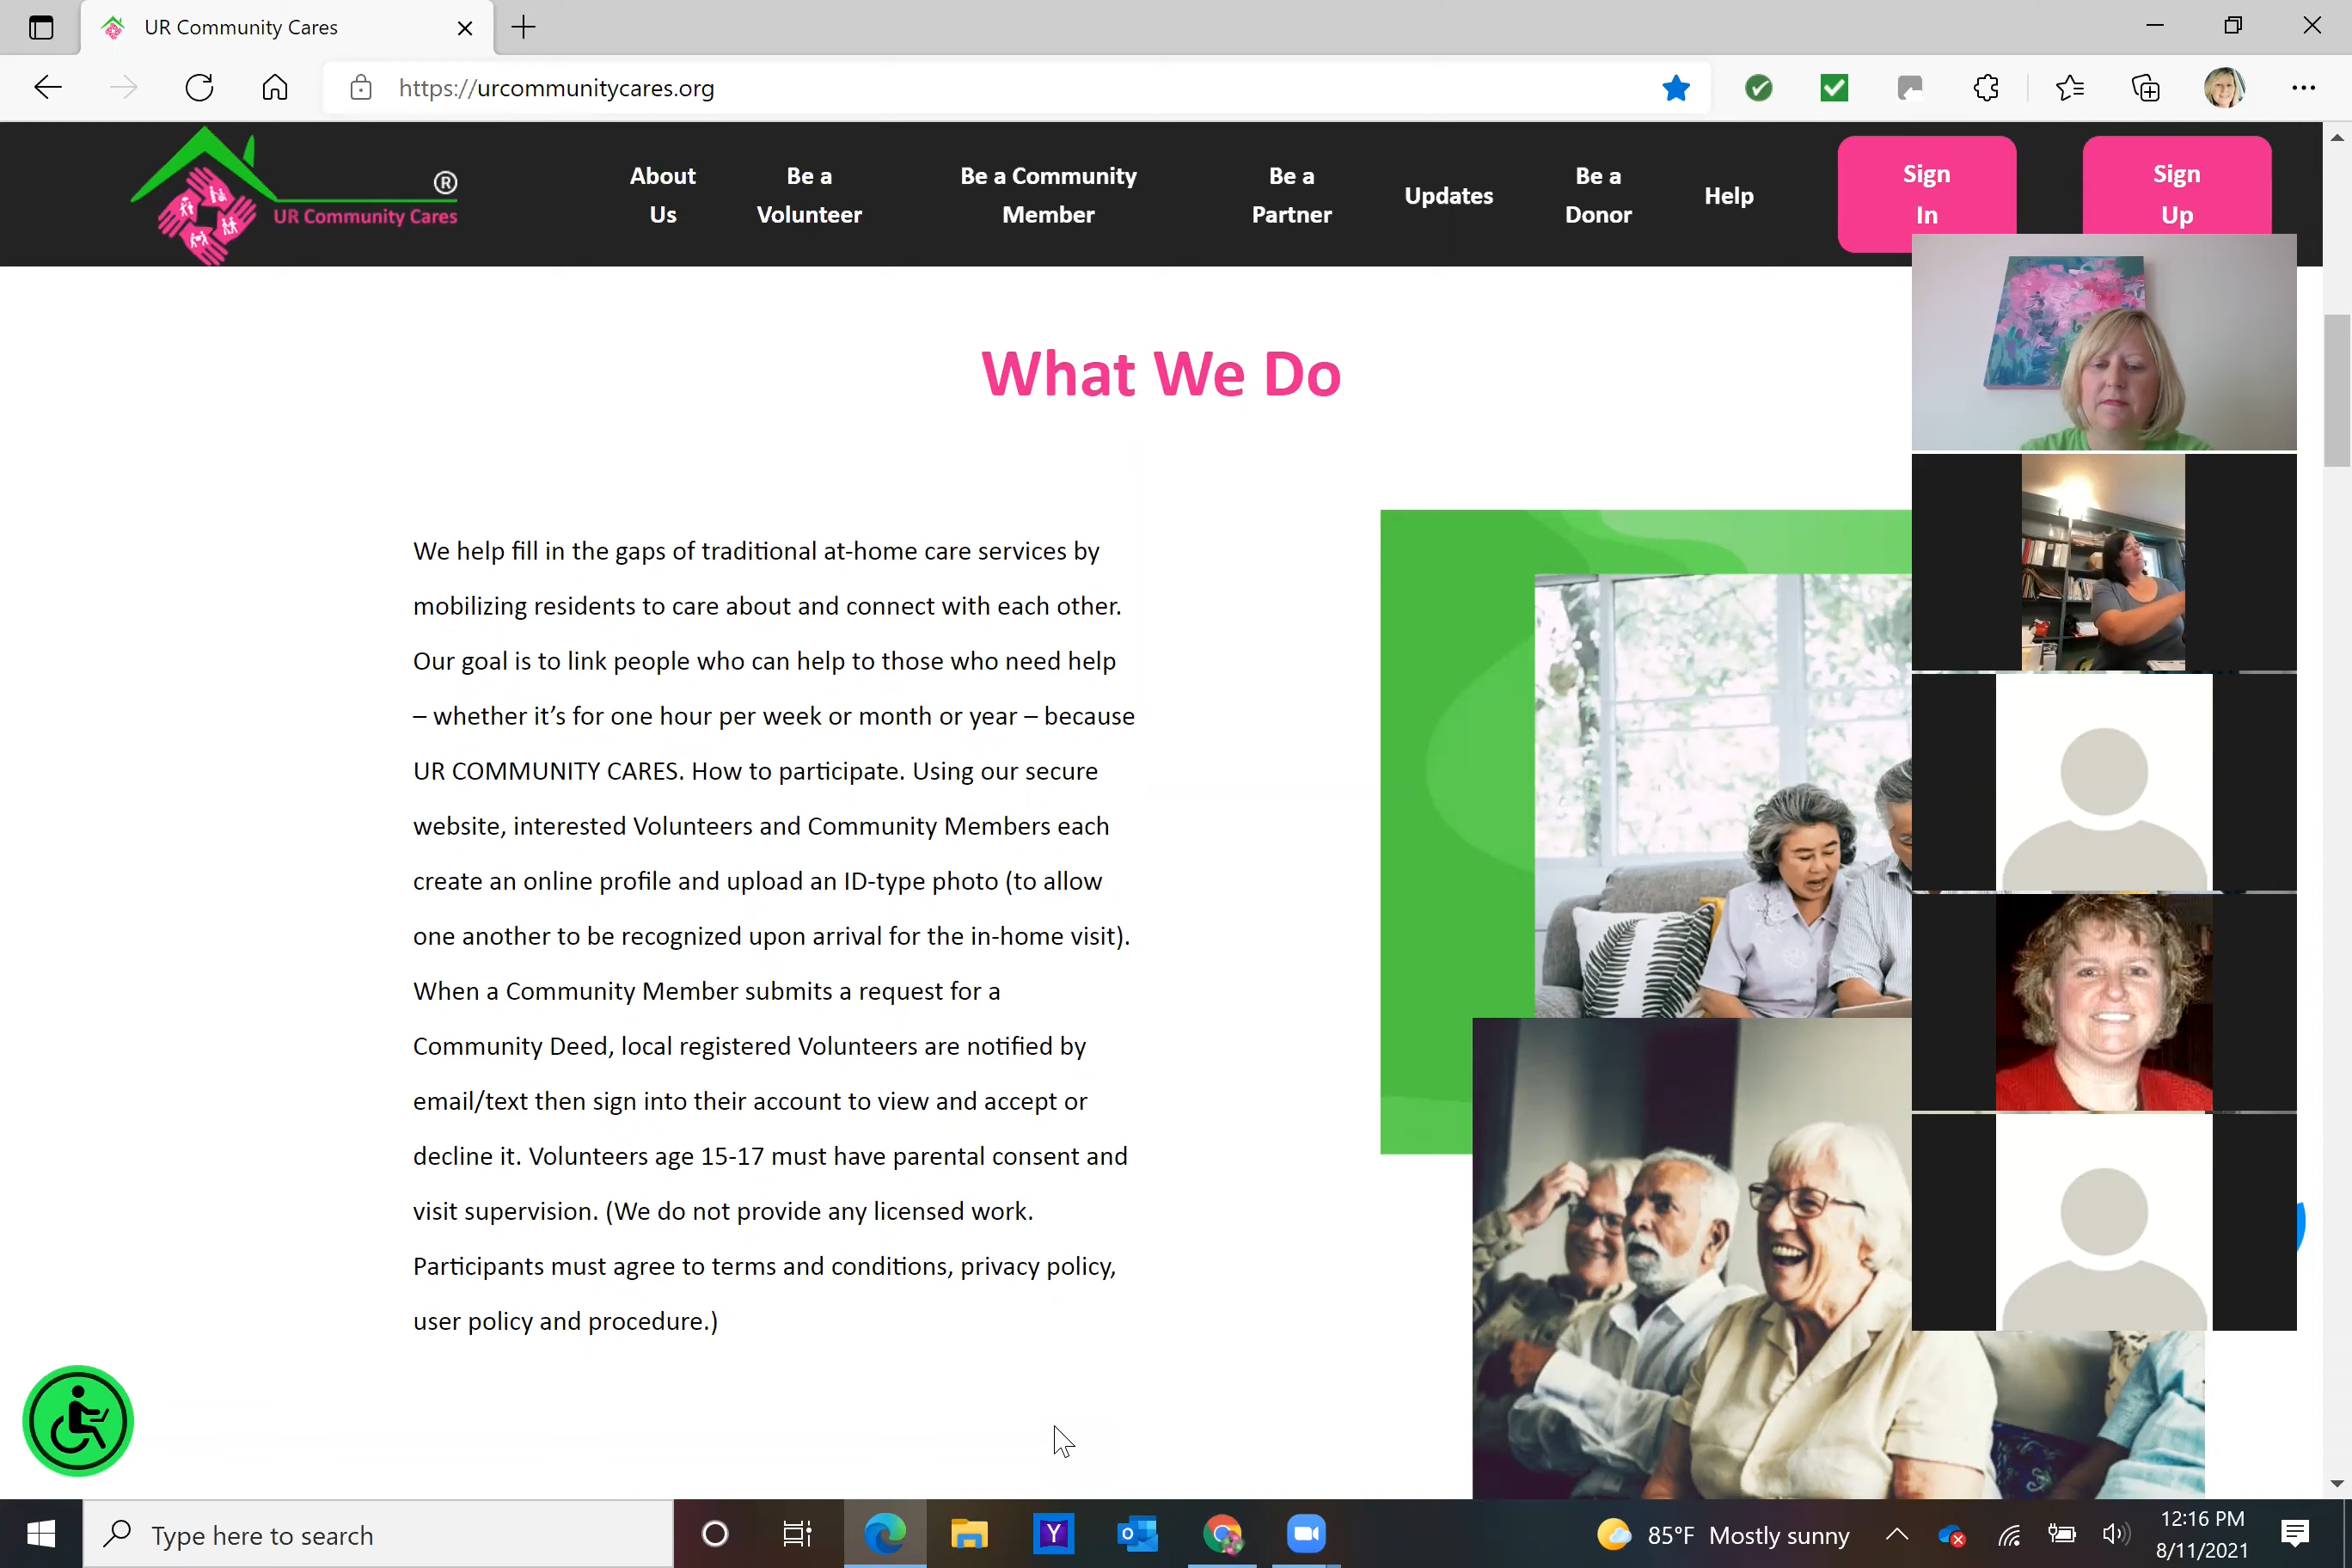 UR Community Cares
https://urcommunitycares.org
®
UR Community Cares
About
Us
Be a
Volunteer
Be a Community
Member
Be a
Partner
Updates
Be a
Donor
Help
Sign
In
Sign
Up
What We Do
We help fill in the gaps of traditional at-home care services by
mobilizing residents to care about and connect with each other.
Our goal is to link people who can help to those who need help
– whether it’s for one hour per week or month or year – because
UR COMMUNITY CARES. How to participate. Using our secure
website, interested Volunteers and Community Members each
create an online profile and upload an ID-type photo (to allow
one another to be recognized upon arrival for the in-home visit).
When a Community Member submits a request for a
Community Deed, local registered Volunteers are notified by
email/text then sign into their account to view and accept or
decline it. Volunteers age 15-17 must have parental consent and
visit supervision. (We do not provide any licensed work.
Participants must agree to terms and conditions, privacy policy,
user policy and procedure.)
Type here to search
Y
O
85°F Mostly sunny
12:16 PM
8/11/2021